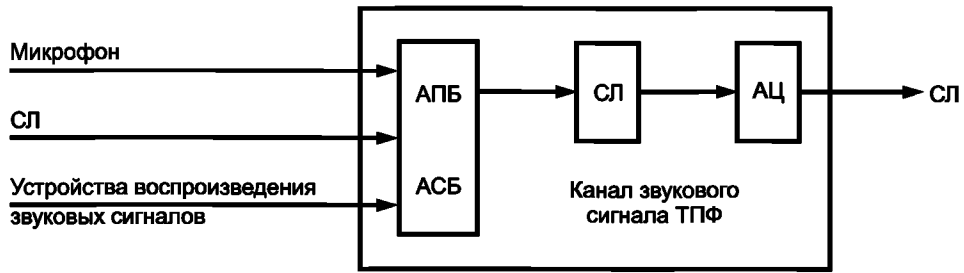 Микрофон
СЛ
Устройства воспроизведения
звуковых сигналов
АПБ
АСБ
СЛ
АЦ
СЛ
Канал звукового
сигнала ТПФ